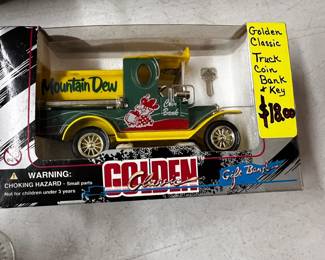 Golden
Classic
Truck
Coin
Bank
+ Key
$18.00
Mountain Dew
WARNING:
CHOKING HAZARD - Small parts
Not for children under 3 years
GOLDEN
Classic
Gift Bank